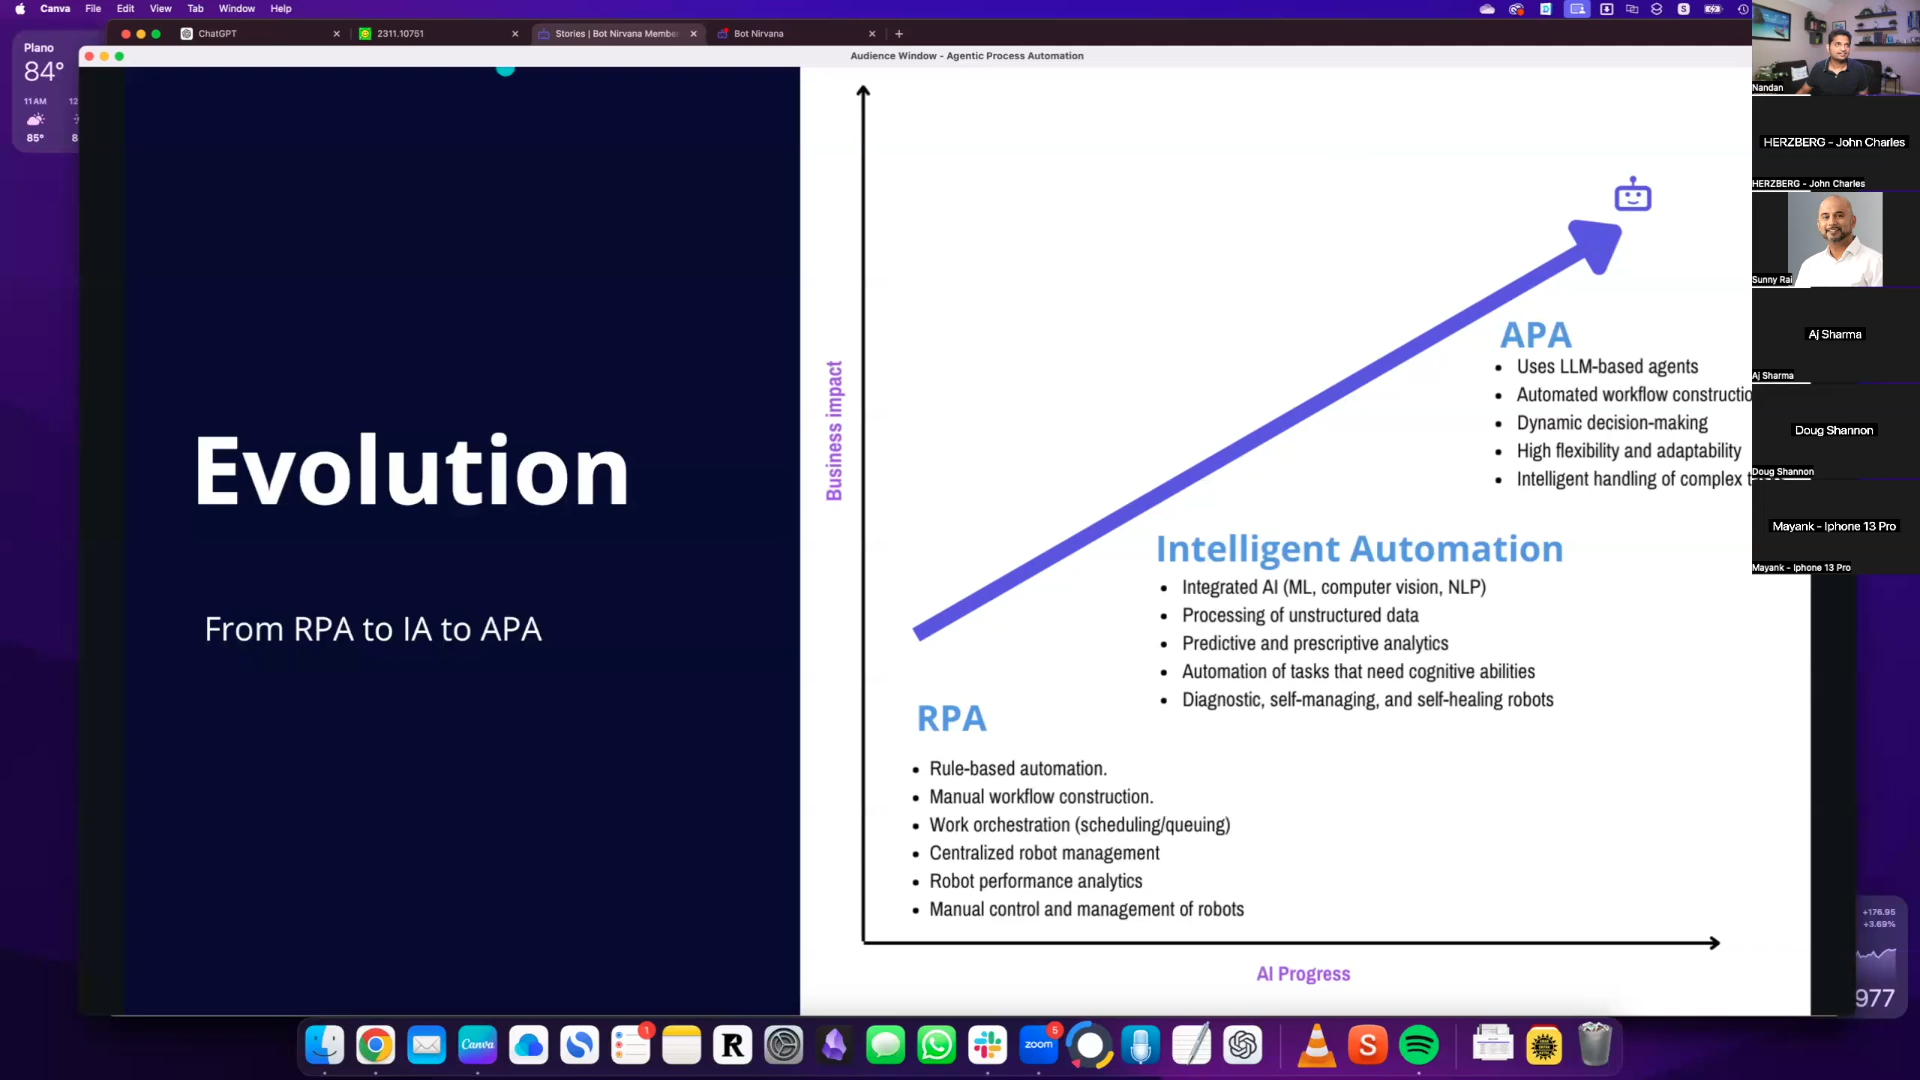 Canva File Edit View Tab Window Help
ChatGPT
2311.10751
Stories | Bot Nirvana Membe
Bot Nirvana
Audience Window - Agentic Process Automation
Plano
84°
11AM 12
85° 8
Evolution
From RPA to IA to APA
Business impact
AI Progress
APA
Uses LLM-based agents
Automated workflow constructio
Dynamic decision-making
High flexibility and adaptability
Intelligent handling of complex t
Intelligent Automation
Integrated AI (ML, computer vision, NLP)
Processing of unstructured data
Predictive and prescriptive analytics
Automation of tasks that need cognitive abilities
Diagnostic, self-managing, and self-healing robots
RPA
Rule-based automation.
Manual workflow construction.
Work orchestration (scheduling/queuing)
Centralized robot management
Robot performance analytics
Manual control and management of robots
Nandan
HERZBERG - John Charles
HERZBERG - John Charles
Sunny Rai
Aj Sharma
Aj Sharma
Doug Shannon
Doug Shannon
Mayank - Iphone 13 Pro
Mayank - Iphone 13 Pro
+176.95
+3.69%
977
Canva
1
R
zoom
5
S